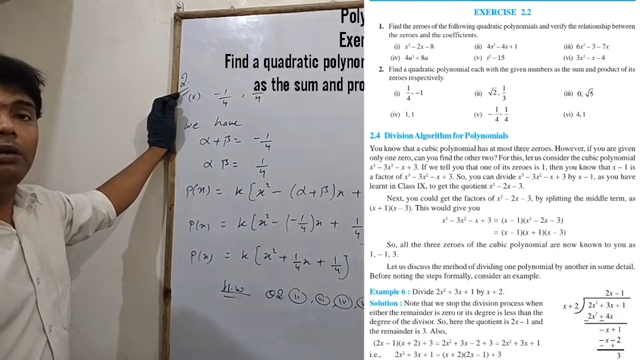 Poly
Exer
Find a quadratic polynor
as the sum and prod
2.
(v) -1/4 , 1/4
we have
α+β = -1/4
α.β = 1/4
P(x) = k[x² - (α+β)x +
P(x) = k[x² - (-1/4)x + 1/4
P(x) = k[x² + 1/4x + 1/4]
H.W Q2 (ii), (iii), (iv),
EXERCISE 2.2
1. Find the zeroes of the following quadratic polynomials and verify the relationship between
the zeroes and the coefficients.
(i) x² – 2x – 8 (ii) 4s² – 4s + 1 (iii) 6x² – 3 – 7x
(iv) 4u² + 8u (v) t² – 15 (vi) 3x² – x – 4
2. Find a quadratic polynomial each with the given numbers as the sum and product of its
zeroes respectively.
(i) 1/4, –1 (ii) √2, 1/3 (iii) 0, √5
(iv) 1, 1 (v) –1/4, 1/4 (vi) 4, 1
2.4 Division Algorithm for Polynomials
You know that a cubic polynomial has at most three zeroes. However, if you are given
only one zero, can you find the other two? For this, let us consider the cubic polynomial
x³ – 3x² – x + 3. If we tell you that one of its zeroes is 1, then you know that x – 1 is
a factor of x³ – 3x² – x + 3. So, you can divide x³ – 3x² – x + 3 by x – 1, as you have
learnt in Class IX, to get the quotient x² – 2x – 3.
Next, you could get the factors of x² – 2x – 3, by splitting the middle term, as
(x + 1)(x – 3). This would give you
x³ – 3x² – x + 3 = (x – 1)(x² – 2x – 3)
= (x – 1)(x + 1)(x – 3)
So, all the three zeroes of the cubic polynomial are now known to you as
1, – 1, 3.
Let us discuss the method of dividing one polynomial by another in some detail.
Before noting the steps formally, consider an example.
Example 6 : Divide 2x² + 3x + 1 by x + 2.
Solution : Note that we stop the division process when
either the remainder is zero or its degree is less than the
degree of the divisor. So, here the quotient is 2x – 1 and
the remainder is 3. Also,
(2x – 1)(x + 2) + 3 = 2x² + 3x – 2 + 3 = 2x² + 3x + 1
i.e., 2x² + 3x + 1 = (x + 2)(2x – 1) + 3
2x – 1
x + 2 2x² + 3x + 1
2x² + 4x
– x + 1
– x – 2
3